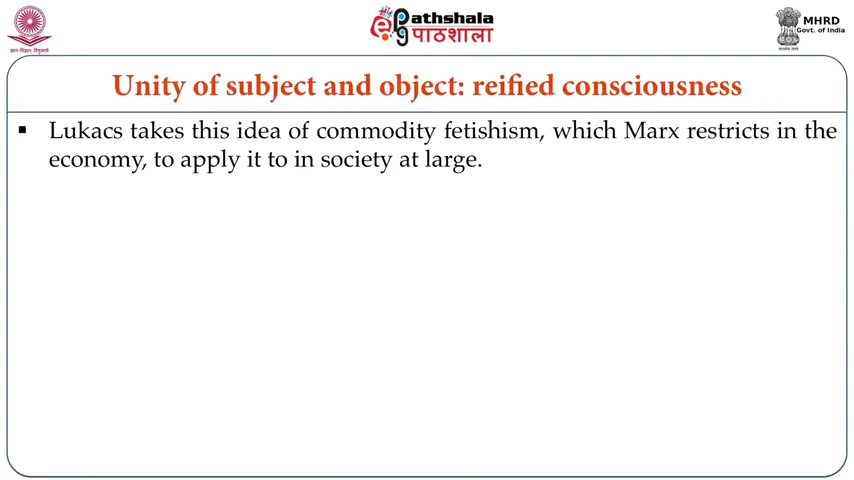 ज्ञान-विज्ञान विमुक्तये
epathshala
पाठशाला
MHRD
Govt. of India
Unity of subject and object: reified consciousness
▪ Lukacs takes this idea of commodity fetishism, which Marx restricts in the
economy, to apply it to in society at large.